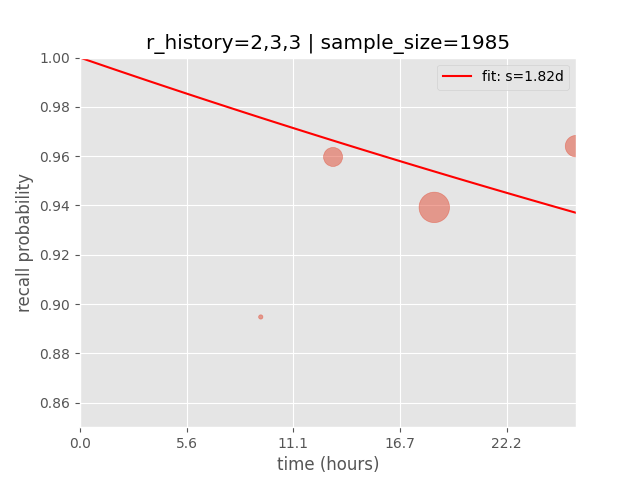 r_history=2,3,3 | sample_size=1985
fit: s=1.82d
1.00
0.98
0.96
0.94
0.92
0.90
0.88
0.86
recall probability
0.0 5.6 11.1 16.7 22.2
time (hours)